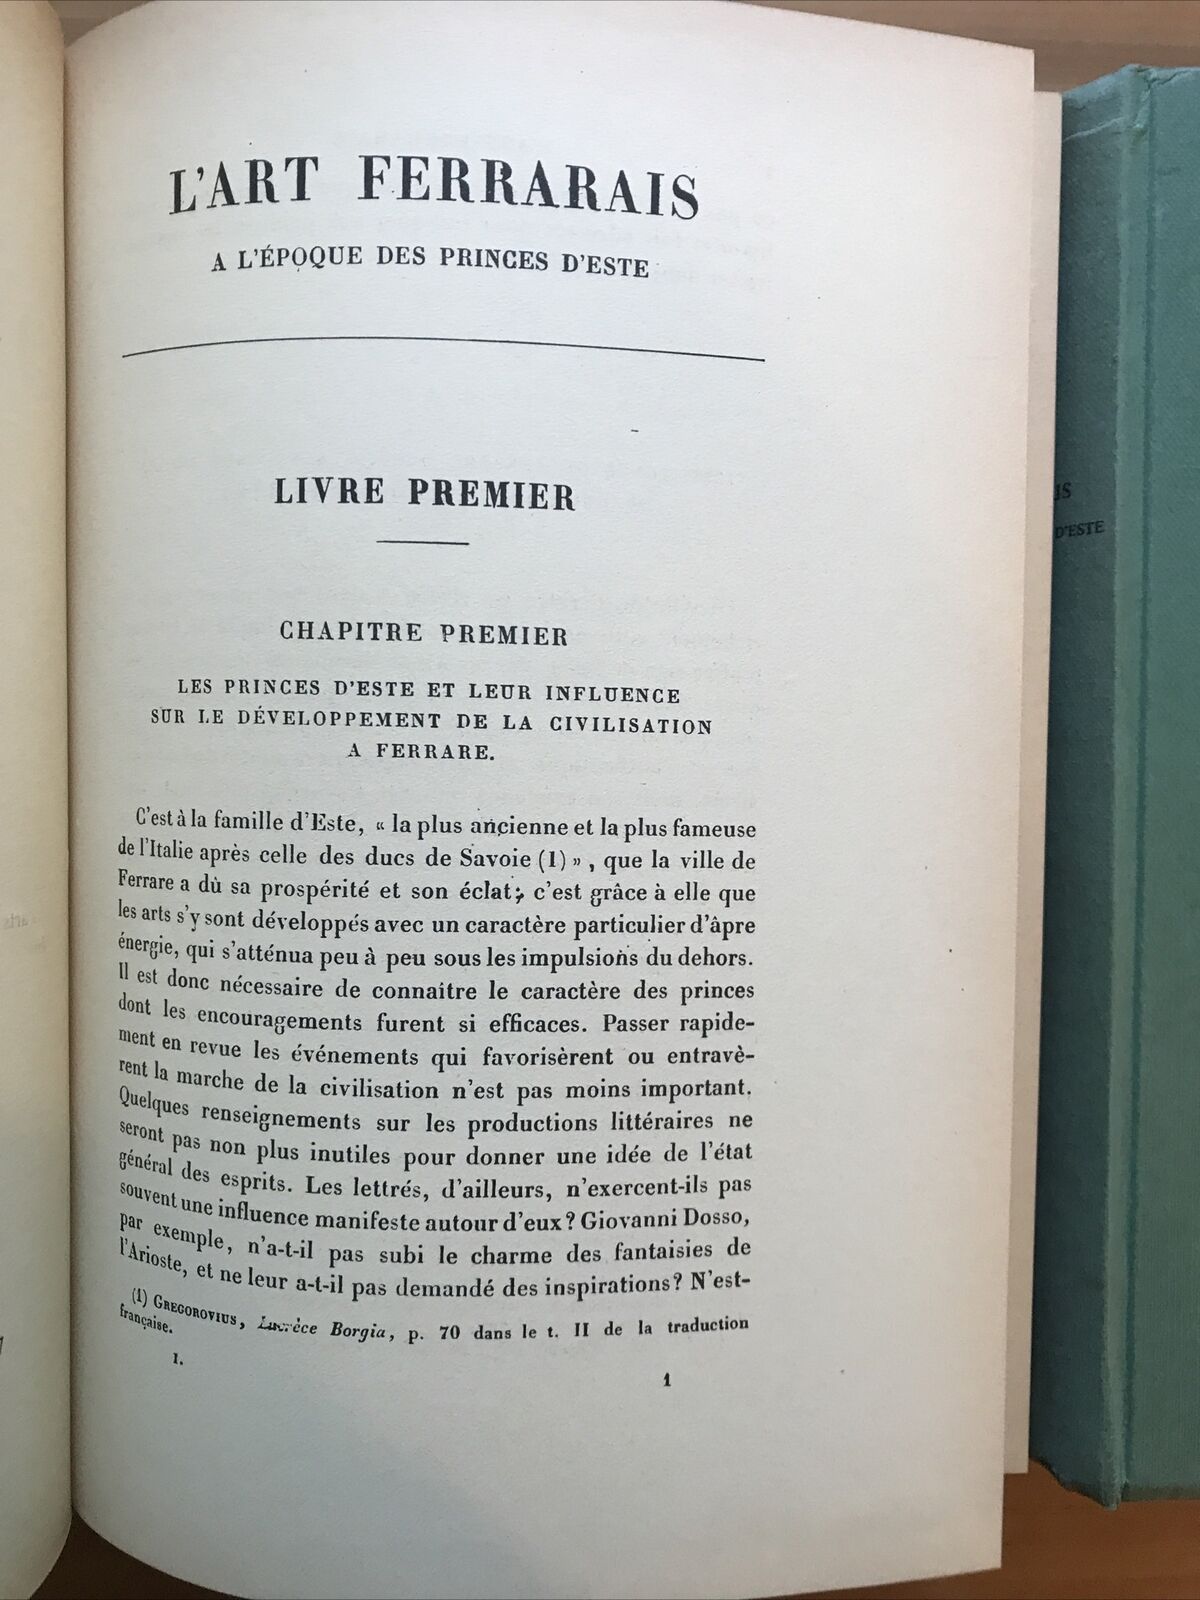 L'ART FERRARAIS
A L'ÉPOQUE DES PRINCES D'ESTE
LIVRE PREMIER
CHAPITRE PREMIER
LES PRINCES D'ESTE ET LEUR INFLUENCE
SUR LE DÉVELOPPEMENT DE LA CIVILISATION
A FERRARE.
C'est à la famille d'Este, « la plus ancienne et la plus fameuse
de l'Italie après celle des ducs de Savoie (1) », que la ville de
Ferrare a dû sa prospérité et son éclat; c'est grâce à elle que
les arts s'y sont développés avec un caractère particulier d'âpre
énergie, qui s'atténua peu à peu sous les impulsions du dehors.
Il est donc nécessaire de connaître le caractère des princes
dont les encouragements furent si efficaces. Passer rapide-
ment en revue les événements qui favorisèrent ou entravè-
rent la marche de la civilisation n'est pas moins important.
Quelques renseignements sur les productions littéraires ne
seront pas non plus inutiles pour donner une idée de l'état
général des esprits. Les lettrés, d'ailleurs, n'exercent-ils pas
souvent une influence manifeste autour d'eux? Giovanni Dosso,
par exemple, n'a-t-il pas subi le charme des fantaisies de
l'Arioste, et ne leur a-t-il pas demandé des inspirations? N'est-
(1) GREGOROVIUS, Lucrèce Borgia, p. 70 dans le t. II de la traduction
française.
I. 1
IS
D'ESTE